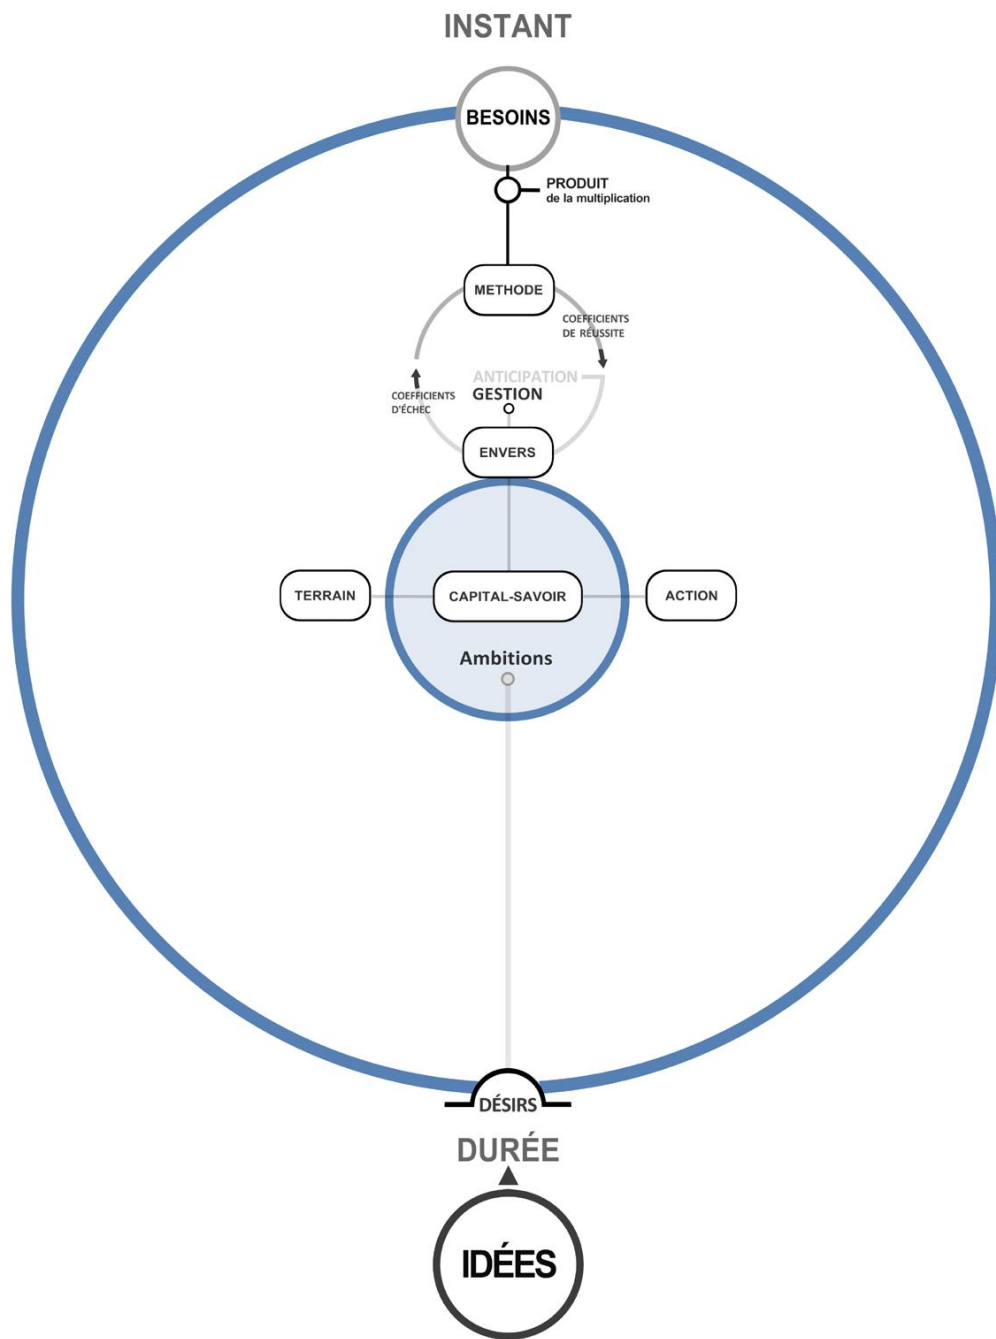 INSTANT
BESOINS
PRODUIT
de la multiplication
METHODE
COEFFICIENTS
DE RÉUSSITE
ANTICIPATION
GESTION
COEFFICIENTS
D'ÉCHEC
ENVERS
TERRAIN
CAPITAL-SAVOIR
ACTION
Ambitions
DÉSIRS
DURÉE
IDÉES